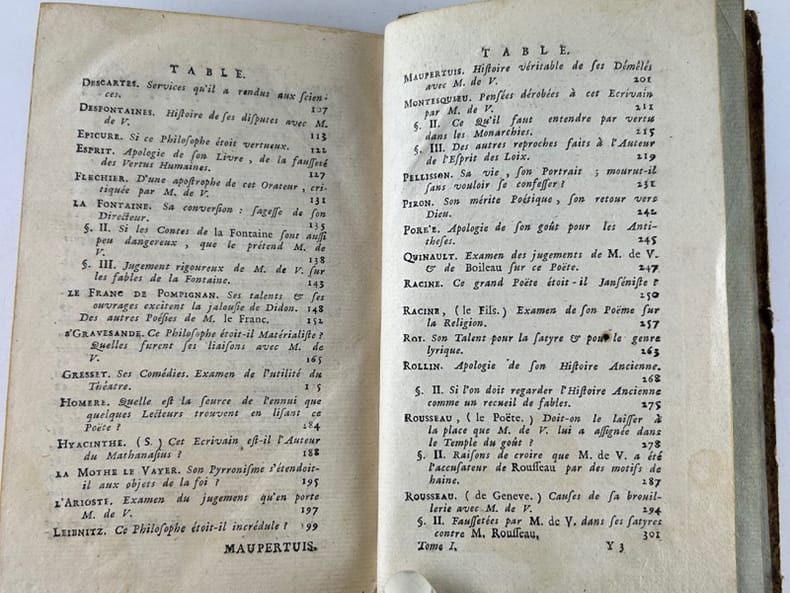 TABLE.
DESCARTES. Services qu'il a rendus aux scien-
ces. 107
DESFONTAINES. Histoire de ses disputes avec M.
de V. 113
EPICURE. Si ce Philosophe étoit vertueux. 122
ESPRIT. Apologie de son Livre, de la fausseté
des Vertus Humaines. 127
FLECHIER. D'une apostrophe de cet Orateur, cri-
tiquée par M. de V. 131
LA FONTAINE. Sa conversion : sagesse de son
Directeur. 135
§. II. Si les Contes de la Fontaine sont aussi
peu dangereux, que le prétend M. de
V. 138
§. III. Jugement rigoureux de M. de V. sur
les fables de la Fontaine. 143
LE FRANC DE POMPIGNAN. Ses talents & ses
ouvrages excitent la jalousie de Didon. 148
Des autres Poésies de M. le Franc. 152
S'GRAVESANDE. Ce Philosophe étoit-il Matérialiste ?
Quelles furent ses liaisons avec M. de
V. 165
GRESSET. Ses Comédies. Examen de l'utilité du
Théatre.
HOMERE. Quelle est la source de l'ennui que
quelques Lecteurs trouvent en lisant ce
Poëte ? 184
HYACINTHE. (S.) Cet Ecrivain est-il l'Auteur
du Mathanasius ? 188
LA MOTHE LE VAYER. Son Pyrronisme s'étendoit-
il aux objets de la foi ? 195
L'ARIOSTE. Examen du jugement qu'en porte
M. de V. 197
LEIBNITZ. Ce Philosophe étoit-il incrédule ? 199
MAUPERTUIS.
TABLE.
MAUPERTUIS. Histoire véritable de ses Démêlés
avec M. de V. 201
MONTESQUIEU. Pensées dérobées à cet Ecrivain
par M. de V. 211
§. II. Ce Qu'il faut entendre par vertu
dans les Monarchies. 215
§. III. Des autres reproches faits à l'Auteur
de l'Esprit des Loix. 219
PELLISSON. Sa vie, son Portrait ; mourut-il
sans vouloir se confesser ? 231
PIRON. Son mérite Poétique, son retour vers
Dieu. 242
PORÉE. Apologie de son goût pour les Anti-
theses. 245
QUINAULT. Examen des jugements de M. de V.
& de Boileau sur ce Poëte. 247
RACINE. Ce grand Poëte étoit-il Janséniste ?
250
RACINE, (le Fils.) Examen de son Poëme sur
la Religion. 257
ROY. Son Talent pour la satyre & pour le genre
lyrique. 263
ROLLIN. Apologie de son Histoire Ancienne.
268
§. II. Si l'on doit regarder l'Histoire Ancienne
comme un recueil de fables. 275
ROUSSEAU, (le Poëte.) Doit-on le laisser à
la place que M. de V. lui a assignée dans
le Temple du goût ? 278
§. II. Raisons de croire que M. de V. a été
l'accusateur de Rousseau par des motifs de
haine. 287
ROUSSEAU. (de Geneve.) Causes de sa brouil-
lerie avec M. de V. 294
§. II. Faussetées par M. de V. dans ses satyres
contre M. Rousseau, 301
Tome I. Y 3